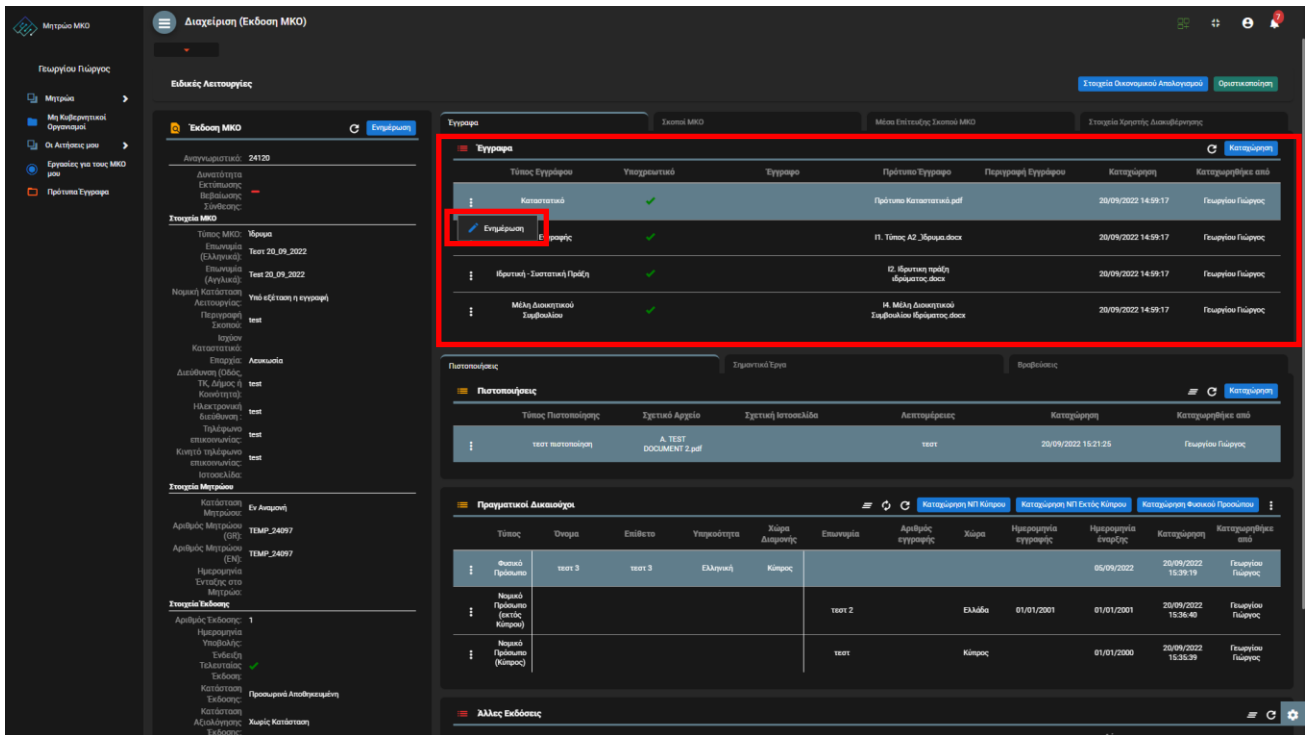 Μητρώο ΜΚΟ
Διαχείριση (Έκδοση ΜΚΟ)
7
Γεωργίου Γιώργος
Μητρώα
Μη Κυβερνητικοί
Οργανισμοί
Οι Αιτήσεις μου
Εργασίες για τους ΜΚΟ
μου
Πρότυπα Έγγραφα
Ειδικές Λειτουργίες
Στοιχεία Οικονομικού Απολογισμού
Οριστικοποίηση
Έκδοση ΜΚΟ
Ενημέρωση
Αναγνωριστικό: 24120
Δυνατότητα
Εκτύπωσης
Βεβαίωσης
Σύνθεσης:
Στοιχεία ΜΚΟ
Τύπος ΜΚΟ: Ίδρυμα
Επωνυμία
(Ελληνικά): Τεστ 20_09_2022
Επωνυμία
(Αγγλικά): Test 20_09_2022
Νομική Κατάσταση
Λειτουργίας: Υπό εξέταση η εγγραφή
Περιγραφή
Σκοπού: test
Ισχύον
Καταστατικό:
Επαρχία: Λευκωσία
Διεύθυνση (Οδός,
ΤΚ, Δήμος ή
Κοινότητα): test
Ηλεκτρονική
διεύθυνση : test
Τηλέφωνο
επικοινωνίας: test
Κινητό τηλέφωνο
επικοινωνίας: test
Ιστοσελίδα:
Στοιχεία Μητρώου
Κατάσταση
Μητρώου: Εν Αναμονή
Αριθμός Μητρώου
(GR): TEMP_24097
Αριθμός Μητρώου
(EN): TEMP_24097
Ημερομηνία
Ένταξης στο
Μητρώο:
Στοιχεία Έκδοσης
Αριθμός Έκδοσης: 1
Ημερομηνία
Υποβολής:
Ένδειξη
Τελευταίας
Έκδοση:
Κατάσταση
Έκδοσης: Προσωρινά Αποθηκευμένη
Κατάσταση
Αξιολόγησης Χωρίς Κατάσταση
Έκδοσης:
Έγγραφα
Σκοποί ΜΚΟ
Μέσα Επίτευξης Σκοπού ΜΚΟ
Στοιχεία Χρηστής Διακυβέρνησης
Έγγραφα
Καταχώρηση
Τύπος Εγγράφου Υποχρεωτικό Έγγραφο Πρότυπο Έγγραφο Περιγραφή Εγγράφου Καταχώρηση Καταχωρηθηκε από
Καταστατικό Πρότυπο Καταστατικό.pdf 20/09/2022 14:59:17 Γεωργίου Γιώργος
Ενημέρωση
Εγγραφής Ι1. Τύπος Α2 _Ίδρυμα.docx 20/09/2022 14:59:17 Γεωργίου Γιώργος
Ιδρυτική - Συστατική Πράξη Ι2. Ιδρυτικη πράξη
ιδρύματος.docx 20/09/2022 14:59:17 Γεωργίου Γιώργος
Μέλη Διοικητικού
Συμβουλίου Ι4. Μέλη Διοικητικού
Συμβουλίου Ιδρύματος.docx 20/09/2022 14:59:17 Γεωργίου Γιώργος
Πιστοποιήσεις
Σημαντικά Έργα
Βραβεύσεις
Πιστοποιήσεις
Καταχώρηση
Τύπος Πιστοποίησης Σχετικό Αρχείο Σχετική Ιστοσελίδα Λεπτομέρειες Καταχώρηση Καταχωρηθηκε από
τεστ πιστοποίηση A. TEST
DOCUMENT 2.pdf τεστ 20/09/2022 15:21:25 Γεωργίου Γιώργος
Πραγματικοί Δικαιούχοι
Καταχώρηση ΝΠ Κύπρου
Καταχώρηση ΝΠ Εκτός Κύπρου
Καταχώρηση Φυσικού Προσώπου
Τύπος Όνομα Επίθετο Υπηκοότητα Χώρα
Διαμονής Επωνυμία Αριθμός
εγγραφής Χώρα Ημερομηνία
εγγραφής Ημερομηνία
έναρξης Καταχώρηση Καταχωρηθηκε
από
Φυσικό
Πρόσωπο τεστ 3 τεστ 3 Ελληνική Κύπρος 05/09/2022 20/09/2022
15:39:19 Γεωργίου
Γιώργος
Νομικό
Πρόσωπο
(εκτός
Κύπρου) τεστ 2 Ελλάδα 01/01/2001 01/01/2001 20/09/2022
15:36:40 Γεωργίου
Γιώργος
Νομικό
Πρόσωπο
(Κύπρος) τεστ Κύπρος 01/01/2000 20/09/2022
15:35:39 Γεωργίου
Γιώργος
Άλλες Εκδόσεις